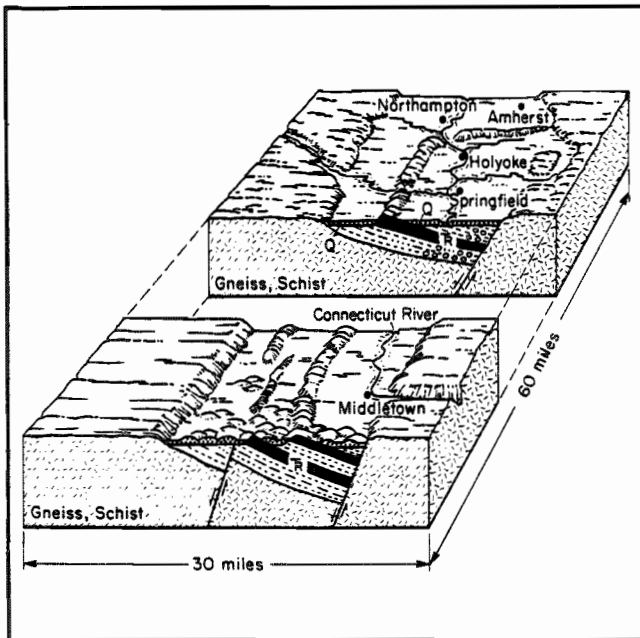 Northampton
Amherst
Holyoke
Springfield
Q
Q
Gneiss, Schist
Connecticut River
Middletown
Gneiss, Schist
30 miles
60 miles